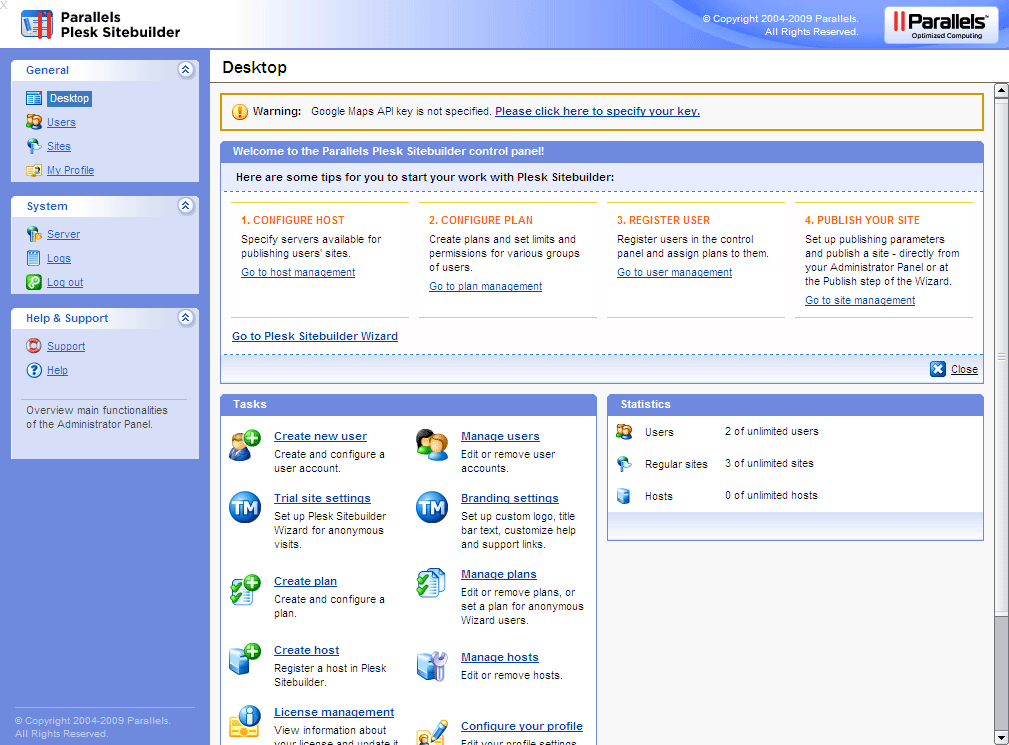 X
Parallels
Plesk Sitebuilder
© Copyright 2004-2009 Parallels.
All Rights Reserved.
Parallels™
Optimized Computing
General
Desktop
Users
Sites
My Profile
System
Server
Logs
Log out
Help & Support
Support
Help
Overview main functionalities
of the Administrator Panel.
© Copyright 2004-2009 Parallels.
All Rights Reserved.
Desktop
Warning: Google Maps API key is not specified. Please click here to specify your key.
Welcome to the Parallels Plesk Sitebuilder control panel!
Here are some tips for you to start your work with Plesk Sitebuilder:
1. CONFIGURE HOST
Specify servers available for
publishing users' sites.
Go to host management
2. CONFIGURE PLAN
Create plans and set limits and
permissions for various groups
of users.
Go to plan management
3. REGISTER USER
Register users in the control
panel and assign plans to them.
Go to user management
4. PUBLISH YOUR SITE
Set up publishing parameters
and publish a site - directly from
your Administrator Panel or at
the Publish step of the Wizard.
Go to site management
Go to Plesk Sitebuilder Wizard
Close
Tasks
Create new user
Create and configure a
user account.
Manage users
Edit or remove user
accounts.
TM
Trial site settings
Set up Plesk Sitebuilder
Wizard for anonymous
visits.
TM
Branding settings
Set up custom logo, title
bar text, customize help
and support links.
Create plan
Create and configure a
plan.
Manage plans
Edit or remove plans, or
set a plan for anonymous
Wizard users.
Create host
Register a host in Plesk
Sitebuilder.
Manage hosts
Edit or remove hosts.
License management
View information about
your license and update it
Configure your profile
Edit your profile settings,
Statistics
Users 2 of unlimited users
Regular sites 3 of unlimited sites
Hosts 0 of unlimited hosts